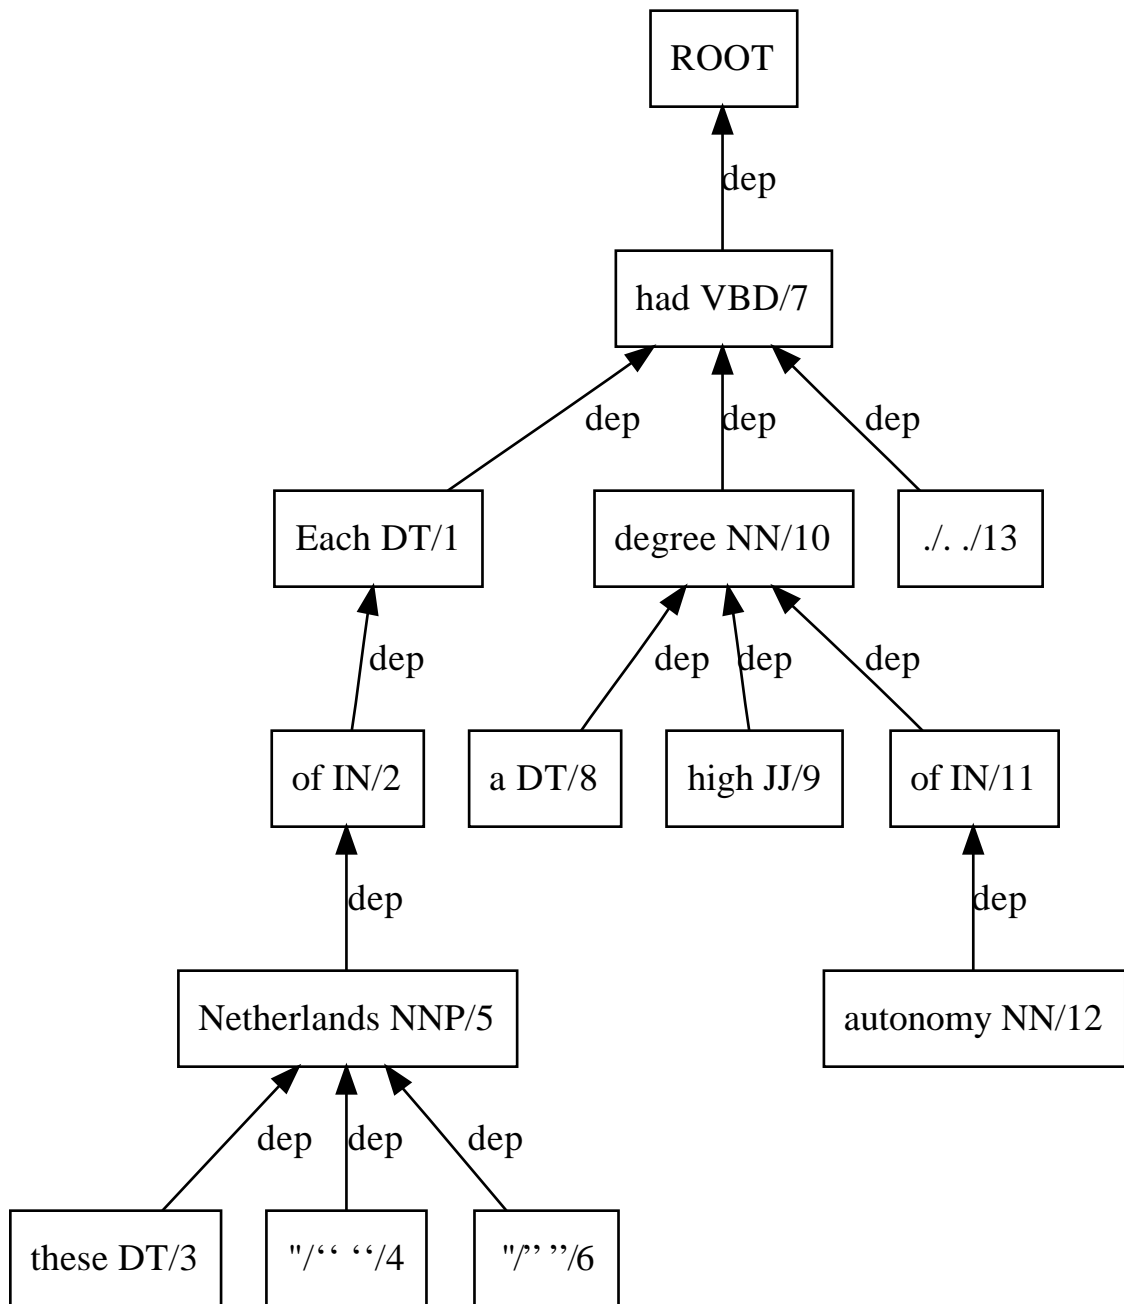 ROOT
dep
had VBD/7
dep dep dep
Each DT/1 degree NN/10 ./. ./13
dep dep dep dep
of IN/2 a DT/8 high JJ/9 of IN/11
dep dep
Netherlands NNP/5 autonomy NN/12
dep dep dep
these DT/3 "/“ “/4 "/” ”/6